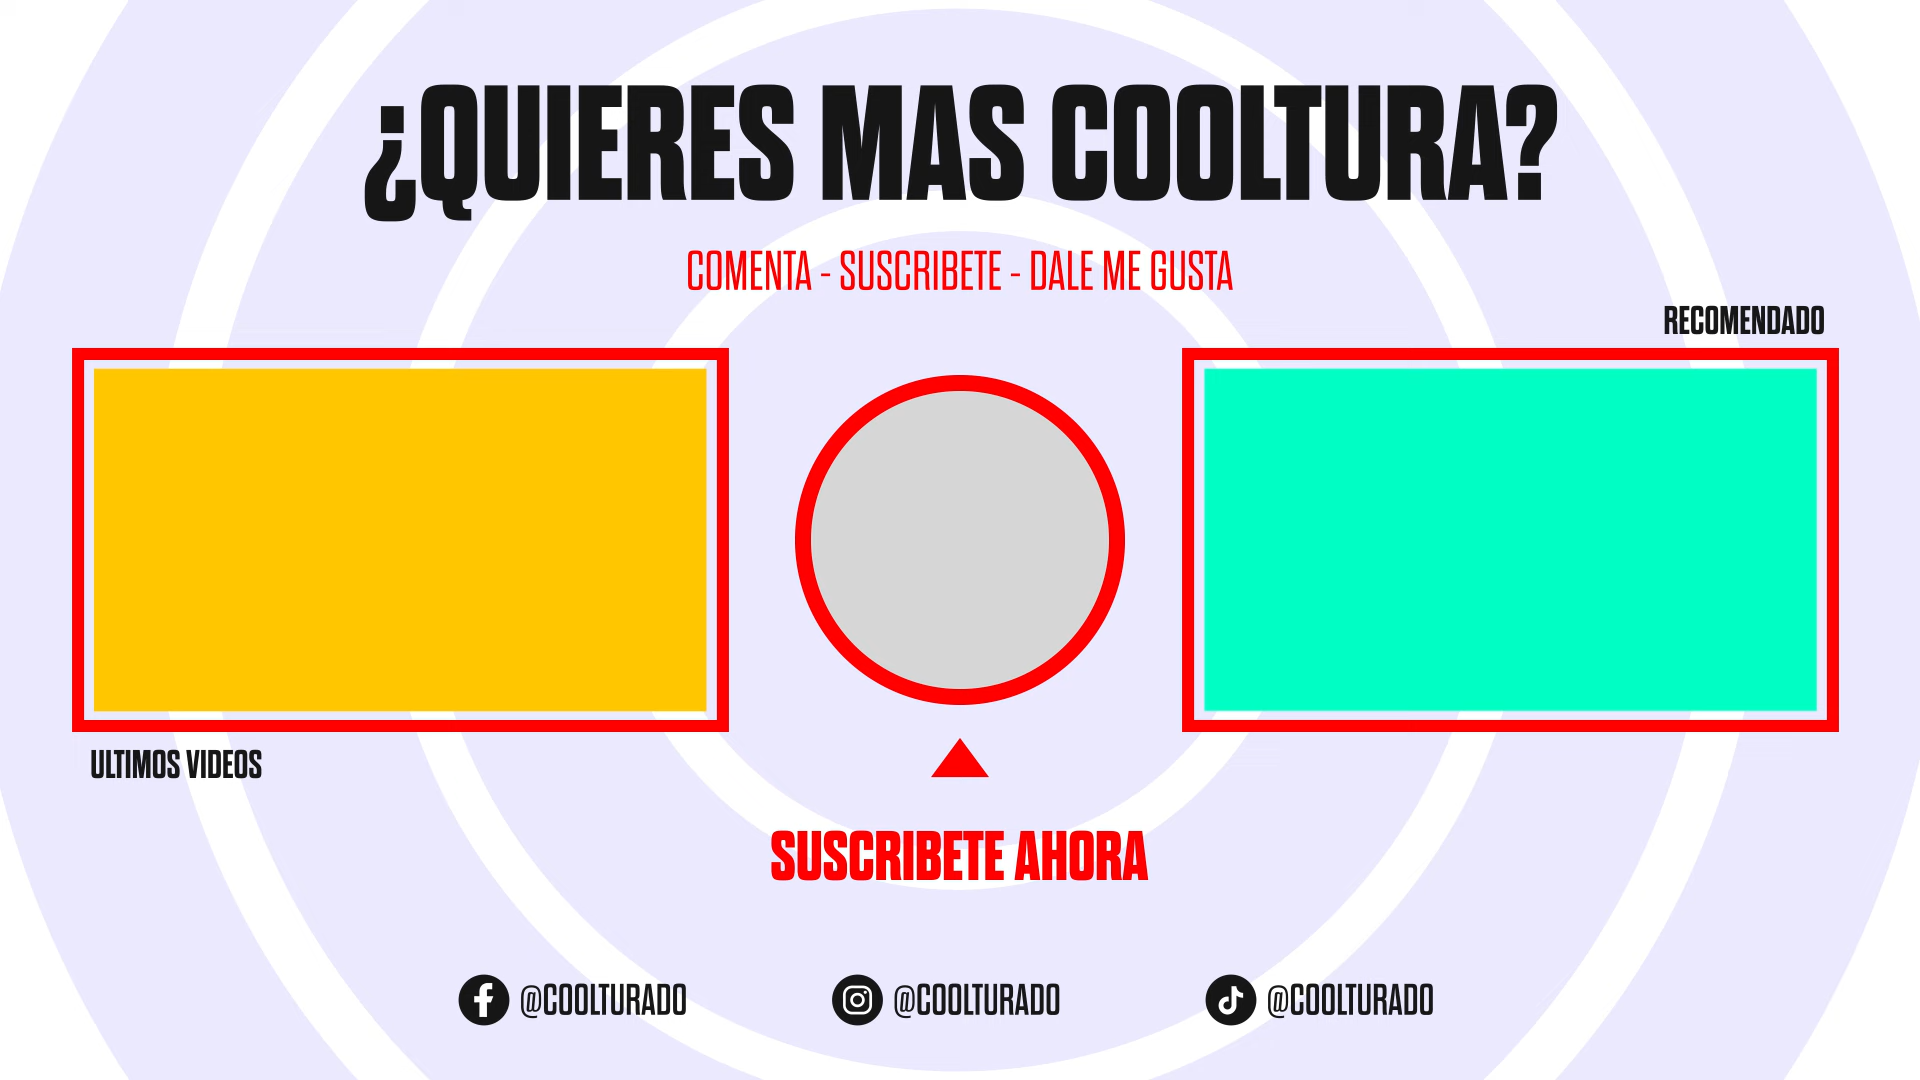 ¿QUIERES MAS COOLTURA?
COMENTA - SUSCRIBETE - DALE ME GUSTA
RECOMENDADO
ULTIMOS VIDEOS
SUSCRIBETE AHORA
@COOLTURADO
@COOLTURADO
@COOLTURADO